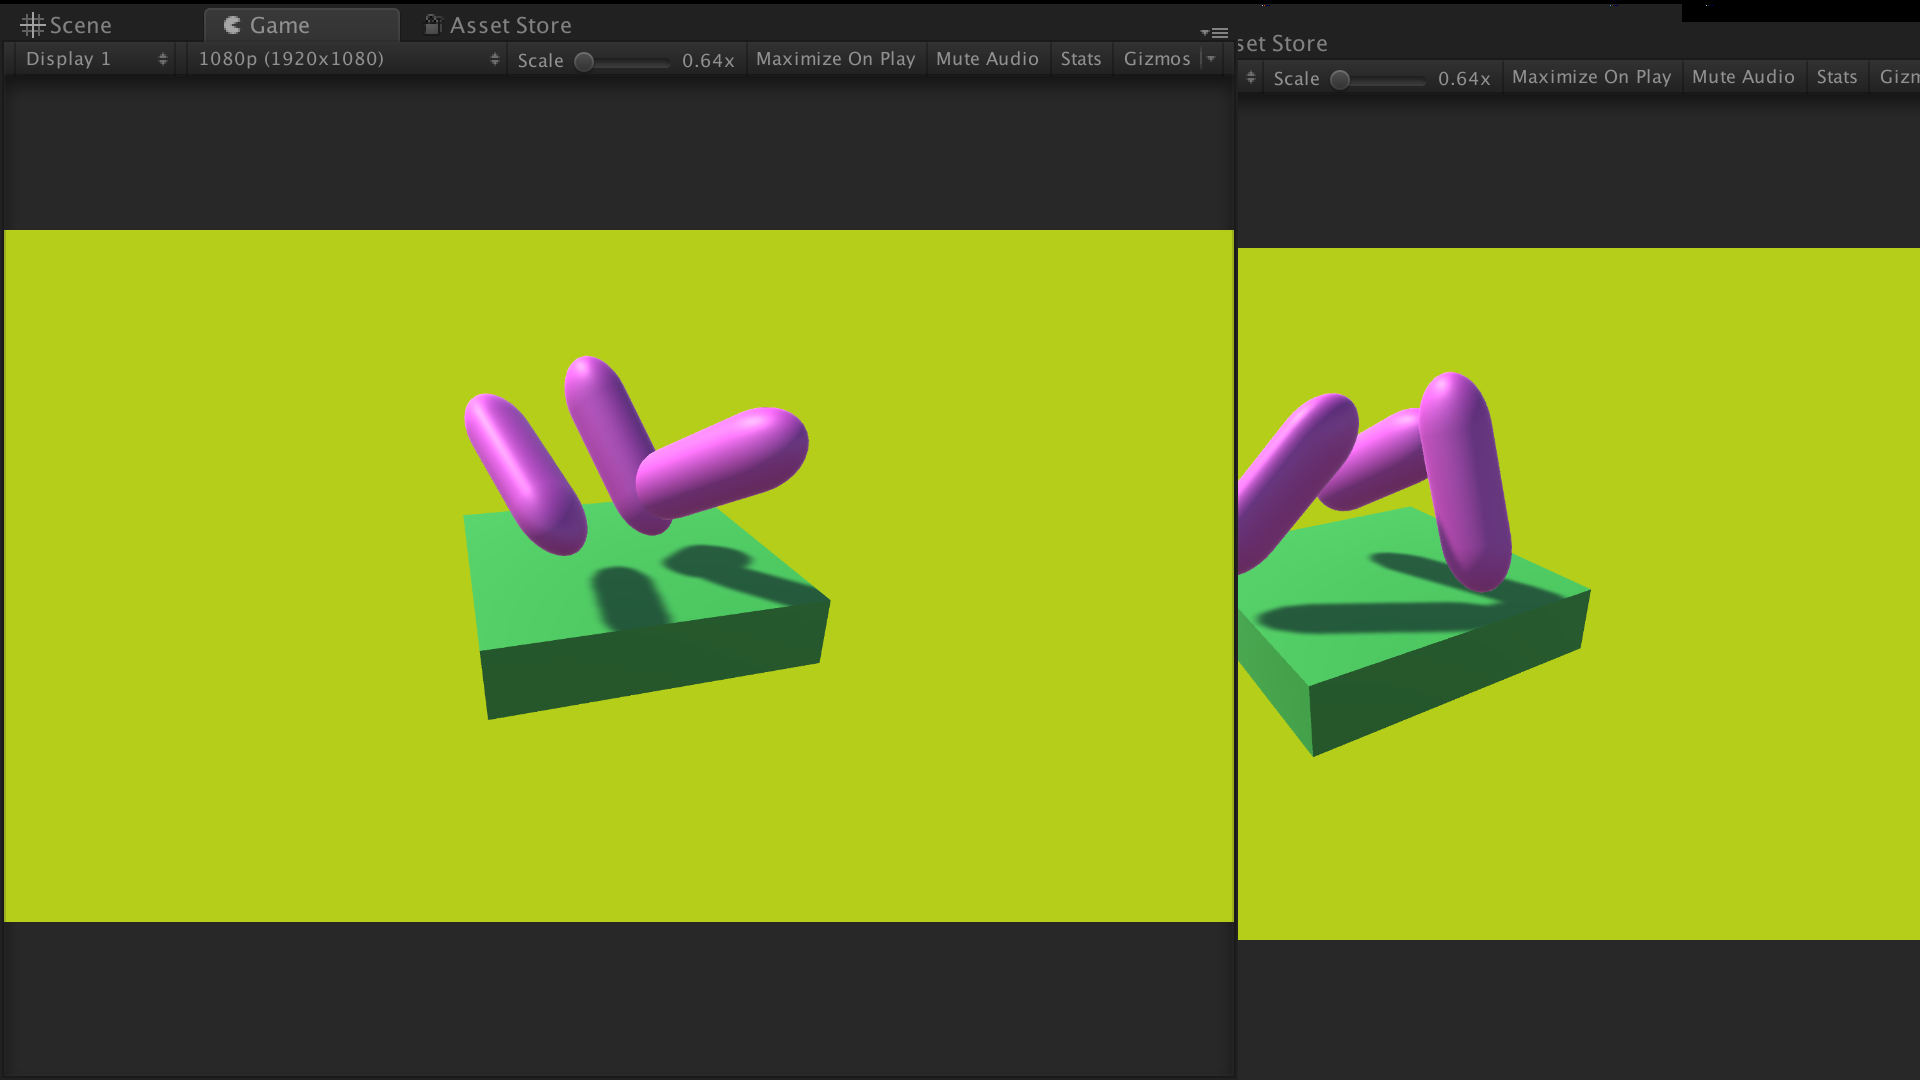 Scene Game Asset Store
Display 1 1080p (1920x1080) Scale 0.64x Maximize On Play Mute Audio Stats Gizmos
set Store
Scale 0.64x Maximize On Play Mute Audio Stats Gizm